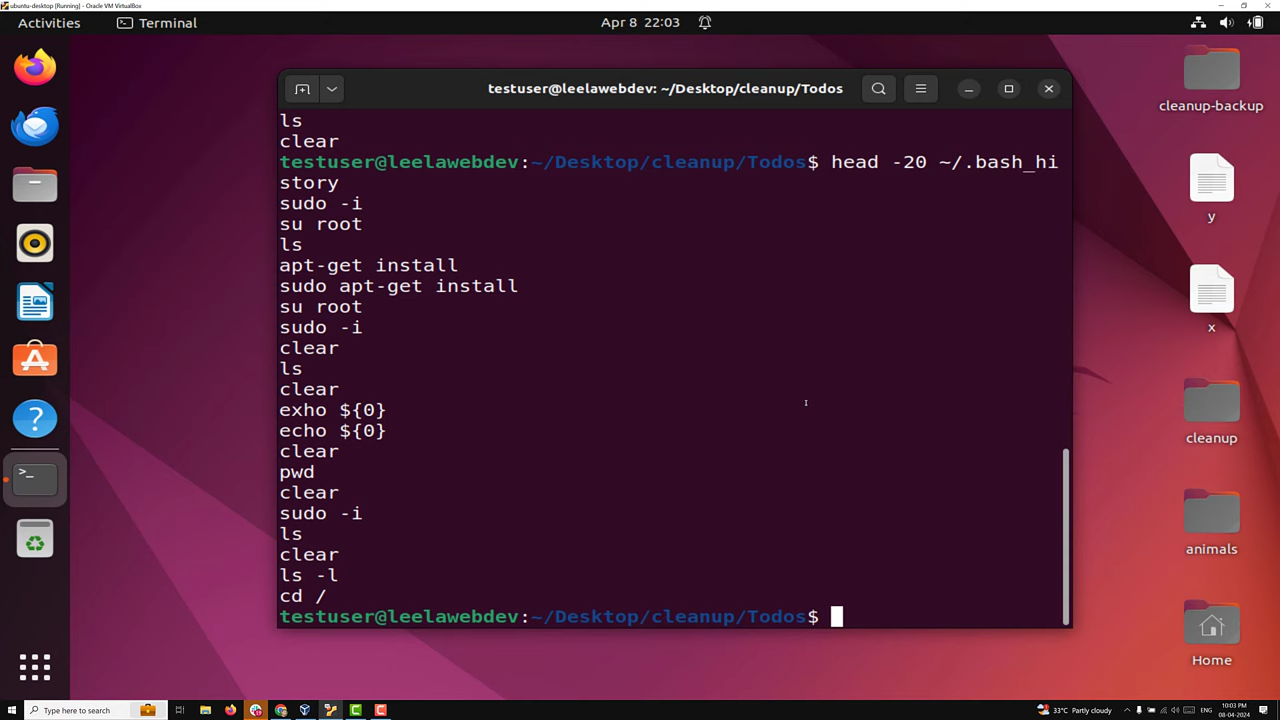 ubuntu-desktop [Running] - Oracle VM VirtualBox
Activities
Terminal
Apr 8 22:03
testuser@leelawebdev: ~/Desktop/cleanup/Todos
ls
clear
testuser@leelawebdev:~/Desktop/cleanup/Todos$ head -20 ~/.bash_hi
story
sudo -i
su root
ls
apt-get install
sudo apt-get install
su root
sudo -i
clear
ls
clear
exho ${0}
echo ${0}
clear
pwd
clear
sudo -i
ls
clear
ls -l
cd /
testuser@leelawebdev:~/Desktop/cleanup/Todos$
cleanup-backup
y
x
cleanup
animals
Home
Type here to search
33°C Partly cloudy
ENG
10:03 PM
08-04-2024